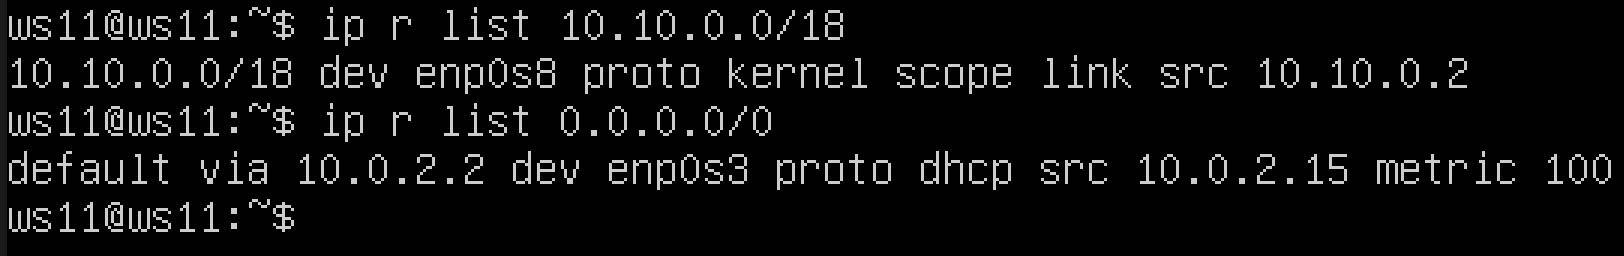 ws11@ws11:~$ ip r list 10.10.0.0/18
10.10.0.0/18 dev enp0s8 proto kernel scope link src 10.10.0.2
ws11@ws11:~$ ip r list 0.0.0.0/0
default via 10.0.2.2 dev enp0s3 proto dhcp src 10.0.2.15 metric 100
ws11@ws11:~$